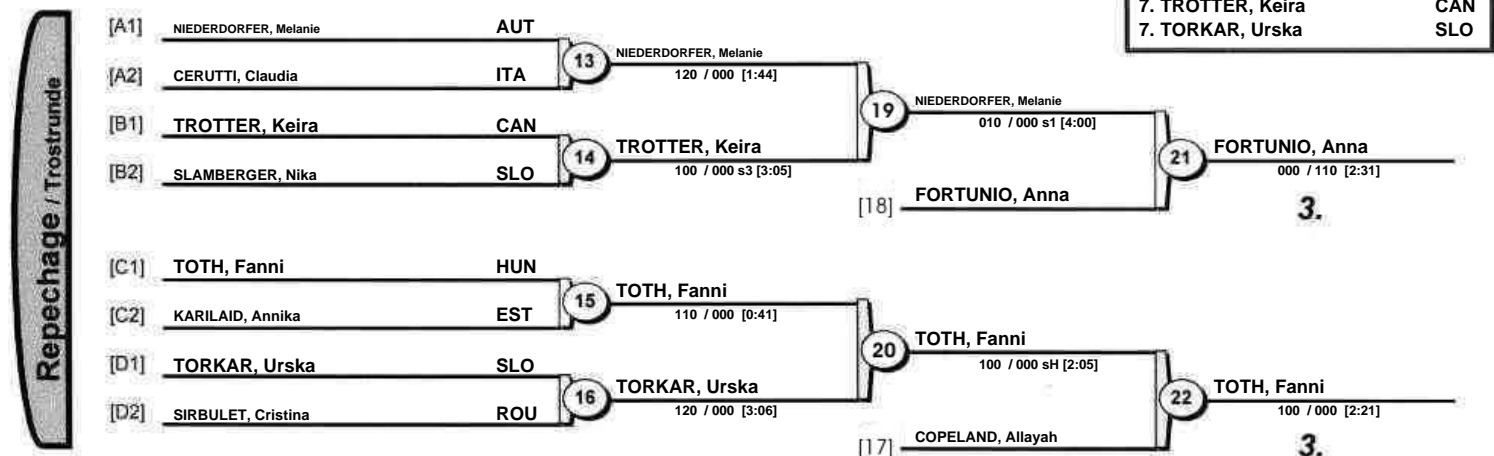 7. TROTTER, Keira CAN
7. TORKAR, Urska SLO
Repechage / Trostrunde
[A1] NIEDERDORFER, Melanie AUT
[A2] CERUTTI, Claudia ITA
13 NIEDERDORFER, Melanie
120 / 000 [1:44]
[B1] TROTTER, Keira CAN
[B2] SLAMBERGER, Nika SLO
14 TROTTER, Keira
100 / 000 s3 [3:05]
19 NIEDERDORFER, Melanie
010 / 000 s1 [4:00]
[18] FORTUNIO, Anna
21 FORTUNIO, Anna
000 / 110 [2:31]
3.
[C1] TOTH, Fanni HUN
[C2] KARILAID, Annika EST
15 TOTH, Fanni
110 / 000 [0:41]
[D1] TORKAR, Urska SLO
[D2] SIRBULET, Cristina ROU
16 TORKAR, Urska
120 / 000 [3:06]
20 TOTH, Fanni
100 / 000 sH [2:05]
[17] COPELAND, Allayah
22 TOTH, Fanni
100 / 000 [2:21]
3.